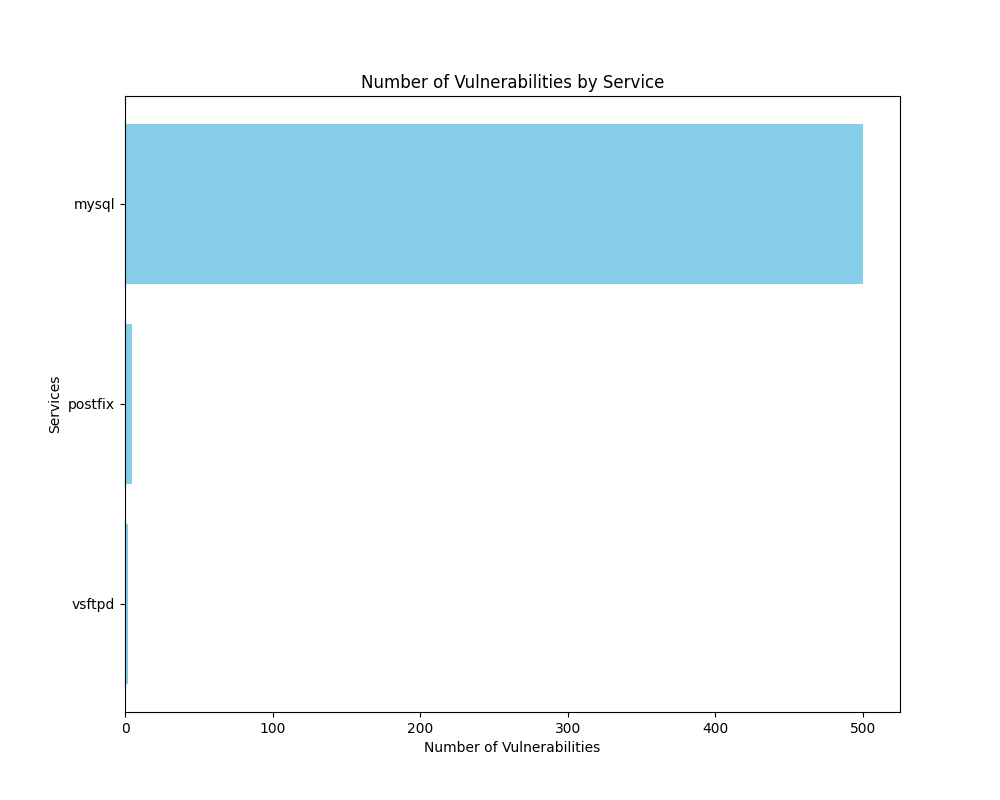 Number of Vulnerabilities by Service
mysql
postfix
vsftpd
Services
0 100 200 300 400 500
Number of Vulnerabilities